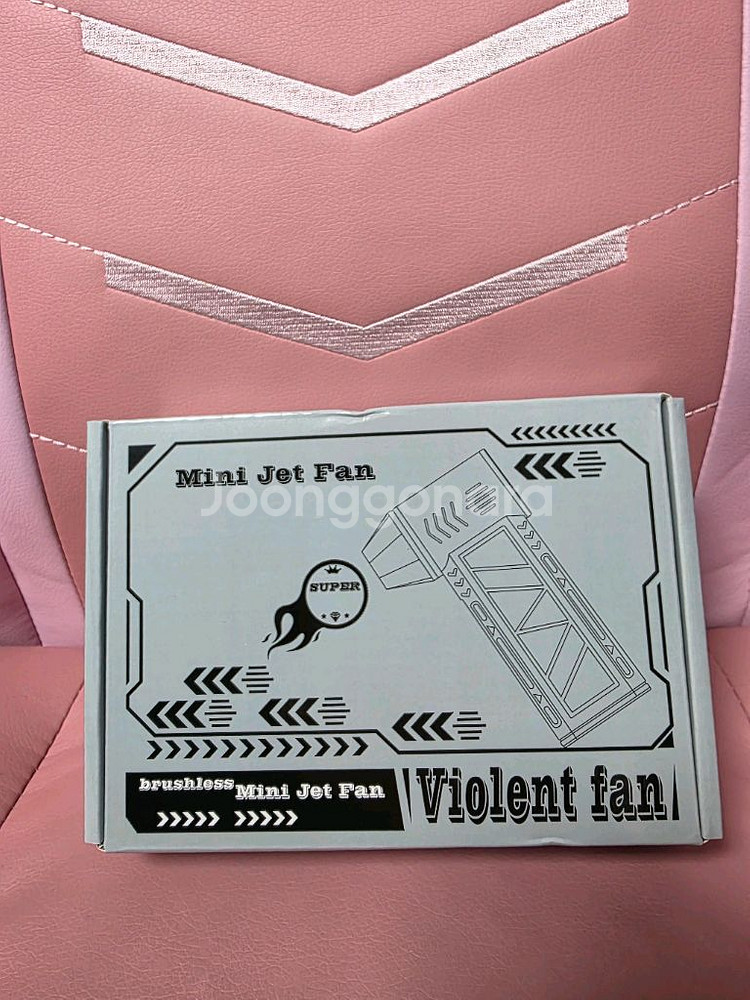 Mini Jet Fan
Joonggonara
SUPER
brushless Mini Jet Fan
Violent fan